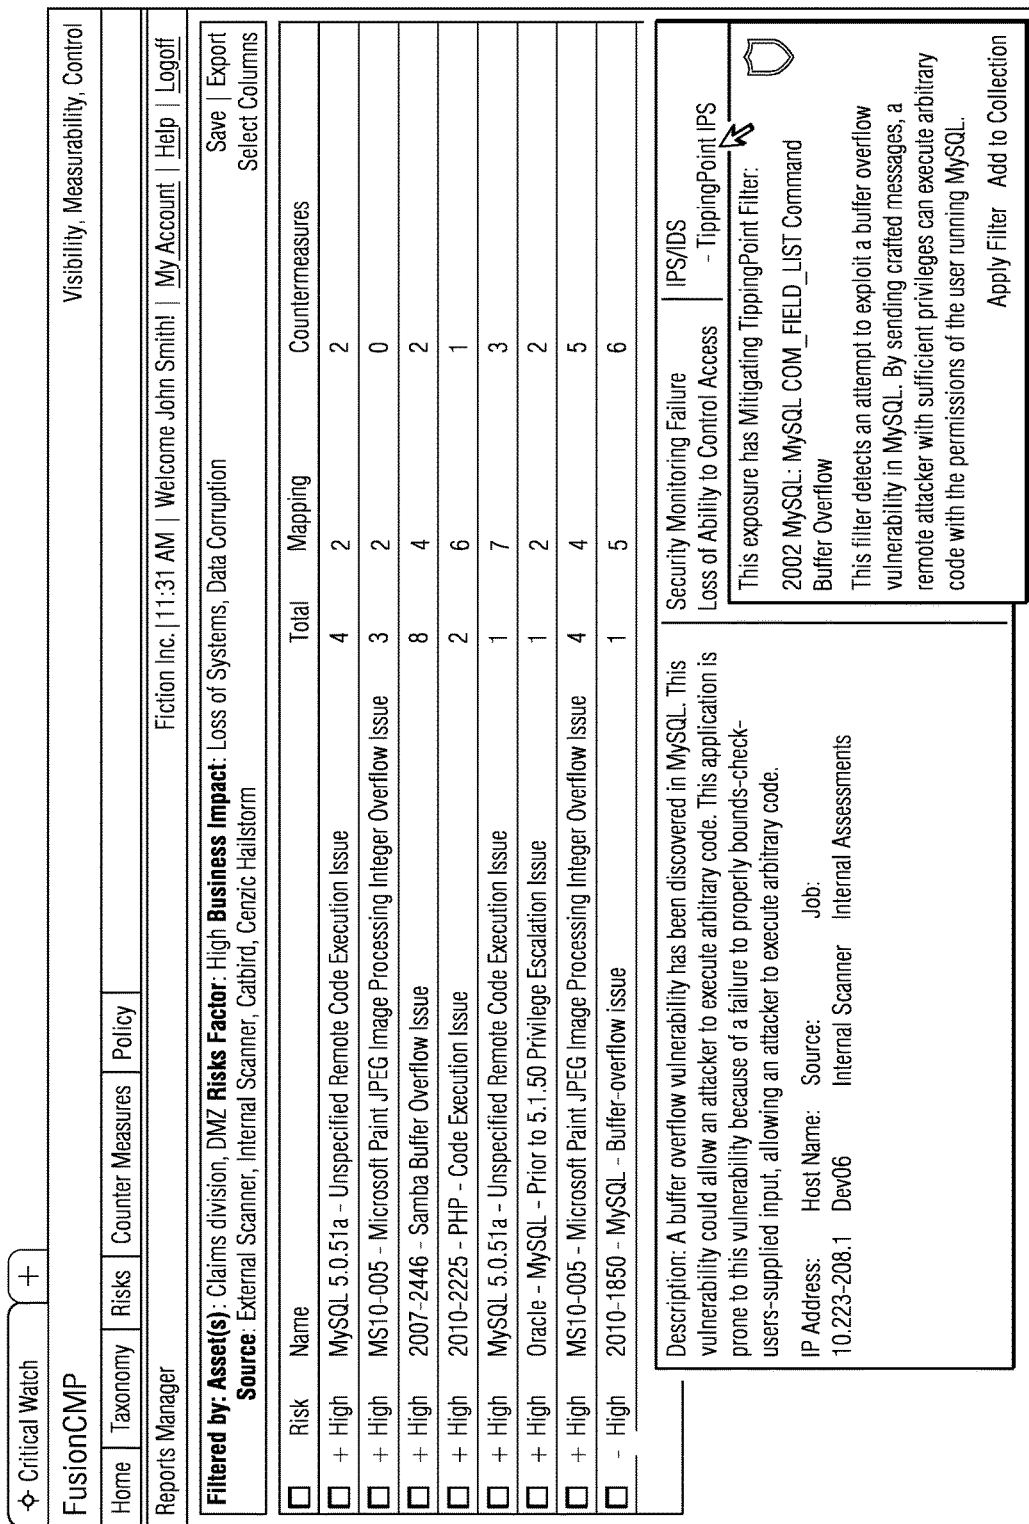 Critical Watch +
FusionCMP Visibility, Measurability, Control
Home Taxonomy Risks Counter Measures Policy
Reports Manager Fiction Inc. | 11:31 AM | Welcome John Smith! | My Account | Help | Logoff
Filtered by: Asset(s): Claims division, DMZ Risks Factor: High Business Impact: Loss of Systems, Data Corruption Save | Export
Source: External Scanner, Internal Scanner, Catbird, Cenzic Hailstorm Select Columns
Risk Name Total Mapping Countermeasures
+ High MySQL 5.0.51a - Unspecified Remote Code Execution Issue 4 2 2
+ High MS10-005 - Microsoft Paint JPEG Image Processing Integer Overflow Issue 3 2 0
+ High 2007-2446 - Samba Buffer Overflow Issue 8 4 2
+ High 2010-2225 - PHP - Code Execution Issue 2 6 1
+ High MySQL 5.0.51a - Unspecified Remote Code Execution Issue 1 7 3
+ High Oracle - MySQL - Prior to 5.1.50 Privilege Escalation Issue 1 2 2
+ High MS10-005 - Microsoft Paint JPEG Image Processing Integer Overflow Issue 4 4 5
- High 2010-1850 - MySQL - Buffer-overflow issue 1 5 6
Description: A buffer overflow vulnerability has been discovered in MySQL. This
vulnerability could allow an attacker to execute arbitrary code. This application is
prone to this vulnerability because of a failure to properly bounds-check-
users-supplied input, allowing an attacker to execute arbitrary code.
IP Address: Host Name: Source: Job:
10.223-208.1 Dev06 Internal Scanner Internal Assessments
Security Monitoring Failure
Loss of Ability to Control Access
IPS/IDS
- TippingPoint IPS
This exposure has Mitigating TippingPoint Filter:
2002 MySQL: MySQL COM_FIELD_LIST Command
Buffer Overflow
This filter detects an attempt to exploit a buffer overflow
vulnerability in MySQL. By sending crafted messages, a
remote attacker with sufficient privileges can execute arbitrary
code with the permissions of the user running MySQL.
Apply Filter Add to Collection